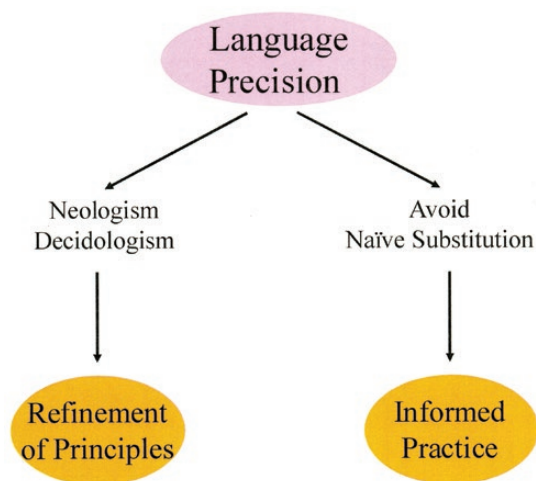 Language
Precision
Neologism
Decidologism
Avoid
Naïve Substitution
Refinement
of Principles
Informed
Practice